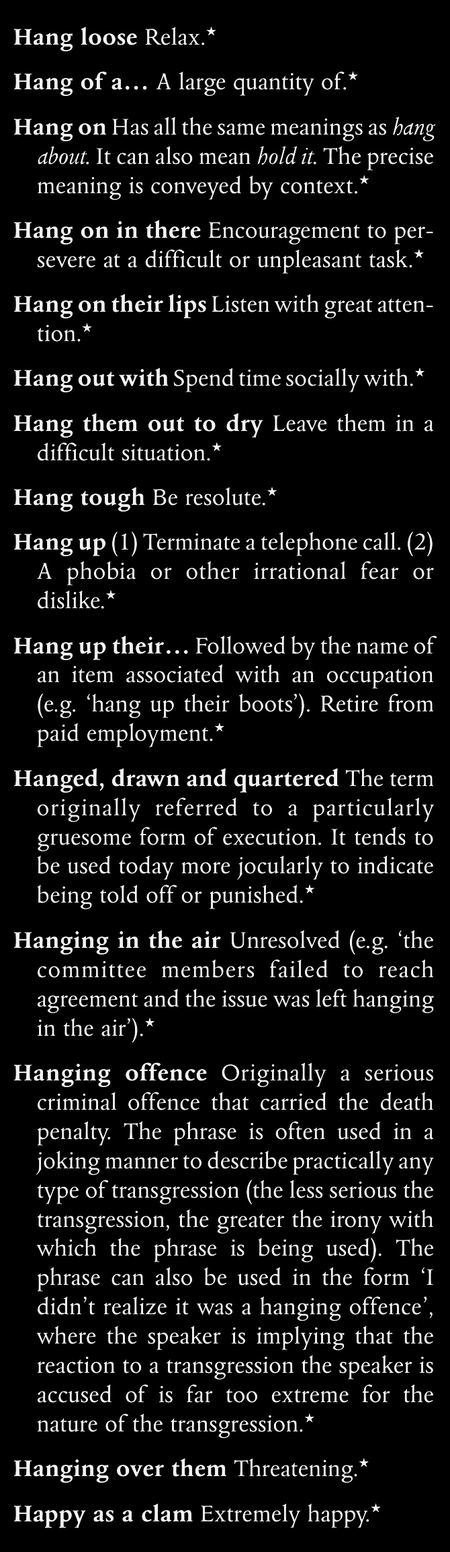 Hang loose Relax.★
Hang of a… A large quantity of.★
Hang on Has all the same meanings as hang
about. It can also mean hold it. The precise
meaning is conveyed by context.★
Hang on in there Encouragement to per-
severe at a difficult or unpleasant task.★
Hang on their lips Listen with great atten-
tion.★
Hang out with Spend time socially with.★
Hang them out to dry Leave them in a
difficult situation.★
Hang tough Be resolute.★
Hang up (1) Terminate a telephone call. (2)
A phobia or other irrational fear or
dislike.★
Hang up their… Followed by the name of
an item associated with an occupation
(e.g. ‘hang up their boots’). Retire from
paid employment.★
Hanged, drawn and quartered The term
originally referred to a particularly
gruesome form of execution. It tends to
be used today more jocularly to indicate
being told off or punished.★
Hanging in the air Unresolved (e.g. ‘the
committee members failed to reach
agreement and the issue was left hanging
in the air’).★
Hanging offence Originally a serious
criminal offence that carried the death
penalty. The phrase is often used in a
joking manner to describe practically any
type of transgression (the less serious the
transgression, the greater the irony with
which the phrase is being used). The
phrase can also be used in the form ‘I
didn’t realize it was a hanging offence’,
where the speaker is implying that the
reaction to a transgression the speaker is
accused of is far too extreme for the
nature of the transgression.★
Hanging over them Threatening.★
Happy as a clam Extremely happy.★